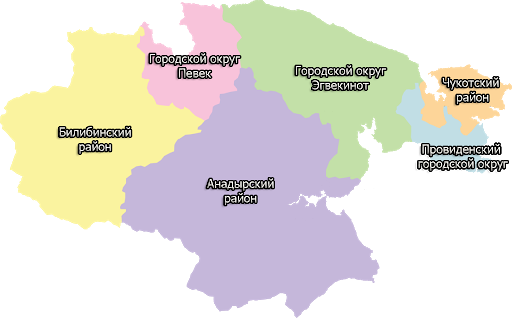 Городской округ
Певек
Городской округ
Эгвекинот
Чукотский
район
Билибинский
район
Провиденский
городской округ
Анадырский
район